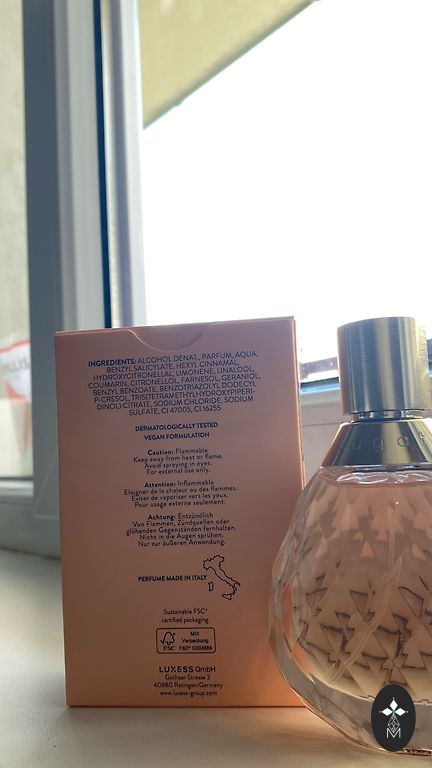 INGREDIENTS: ALCOHOL DENAT., PARFUM, AQUA,
BENZYL SALICYLATE, HEXYL CINNAMAL,
HYDROXYCITRONELLAL, LIMONENE, LINALOOL,
COUMARIN, CITRONELLOL, FARNESOL, GERANIOL,
BENZYL BENZOATE, BENZOTRIAZOLYL DODECYL
P-CRESOL, TRIS(TETRAMETHYLHYDROXYPIPERI-
DINOL) CITRATE, SODIUM CHLORIDE, SODIUM
SULFATE, CI 47005, CI 16255
DERMATOLOGICALLY TESTED
VEGAN FORMULATION
Caution: Flammable
Keep away from heat or flame.
Avoid spraying in eyes.
For external use only.
Attention: Inflammable
Eloigner de la chaleur ou des flammes.
Eviter de vaporiser vers les yeux.
Pour usage externe seulement.
Achtung: Entzündlich
Von Flammen, Zündquellen oder
glühenden Gegenständen fernhalten.
Nicht in die Augen sprühen.
Nur zur äußeren Anwendung.
PERFUME MADE IN ITALY
Sustainable FSC®
certified packaging
FSC
MIX
Verpackung
FSC® C003586
LUXESS GmbH
Gothaer Strasse 2
40880 Ratingen/Germany
www.luxess-group.com